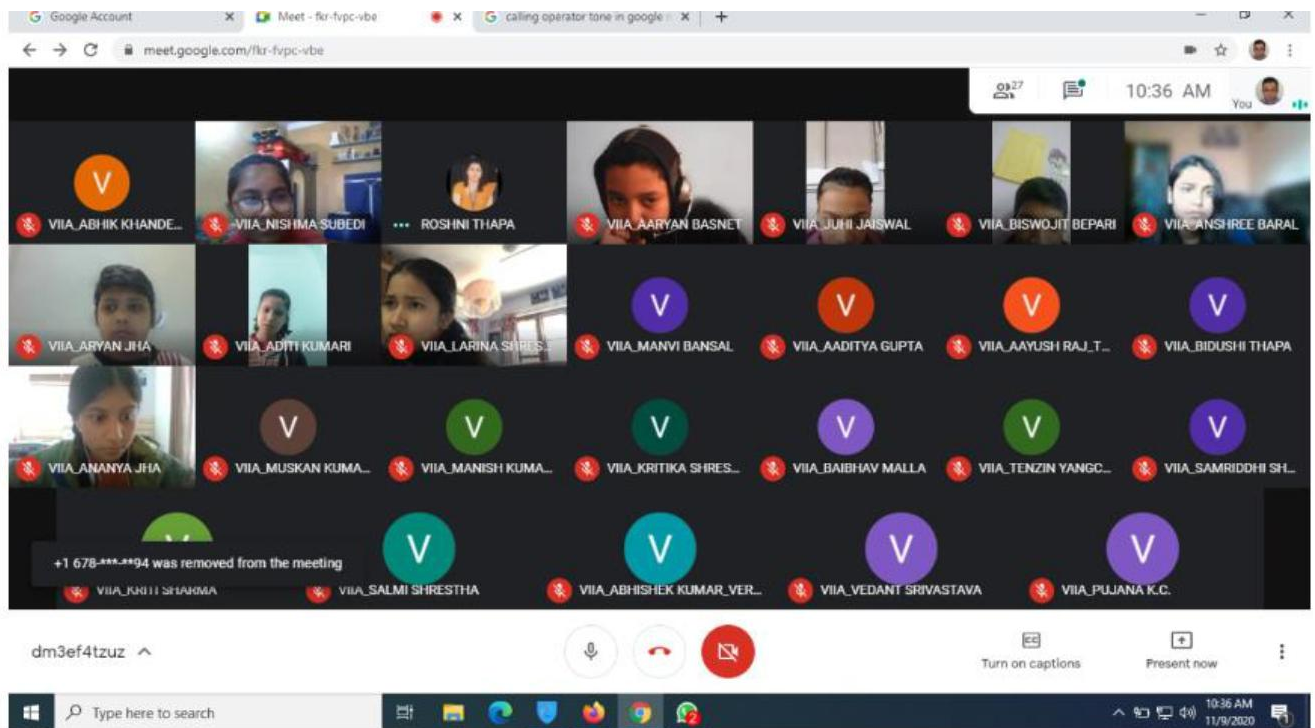 Google Account
Meet - fkr-fvpc-vbe
calling operator tone in google
meet.google.com/fkr-fvpc-vbe
27
10:36 AM
You
V
VIIA_ABHIK KHANDE...
VIIA_NISHMA SUBEDI
ROSHNI THAPA
VIIA_AARYAN BASNET
VIIA_JUHI JAISWAL
VIIA_BISWOJIT BEPARI
VIIA_ANSHREE BARAL
VIIA_ARYAN JHA
VIIA_ADITI KUMARI
VIIA_LARINA SHRES...
V
VIIA_MANVI BANSAL
V
VIIA_AADITYA GUPTA
V
VIIA_AAYUSH RAJ_T...
V
VIIA_BIDUSHI THAPA
VIIA_ANANYA JHA
V
VIIA_MUSKAN KUMA...
V
VIIA_MANISH KUMA...
V
VIIA_KRITIKA SHRES...
V
VIIA_BAIBHAV MALLA
V
VIIA_TENZIN YANGC...
V
VIIA_SAMRIDDHI SH...
V
VIIA_KRITI SHARMA
V
VIIA_SALMI SHRESTHA
V
VIIA_ABHISHEK KUMAR_VER...
V
VIIA_VEDANT SRIVASTAVA
V
VIIA_PUJANA K.C.
+1 678-***-**94 was removed from the meeting
dm3ef4tzuz
CC
Turn on captions
Present now
Type here to search
2
10:36 AM
11/9/2020